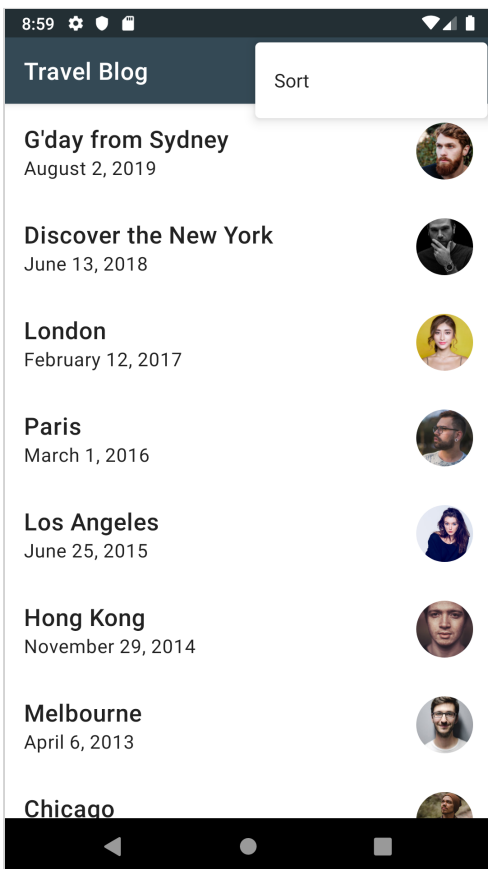 8:59
Travel Blog
Sort
G'day from Sydney
August 2, 2019
Discover the New York
June 13, 2018
London
February 12, 2017
Paris
March 1, 2016
Los Angeles
June 25, 2015
Hong Kong
November 29, 2014
Melbourne
April 6, 2013
Chicago